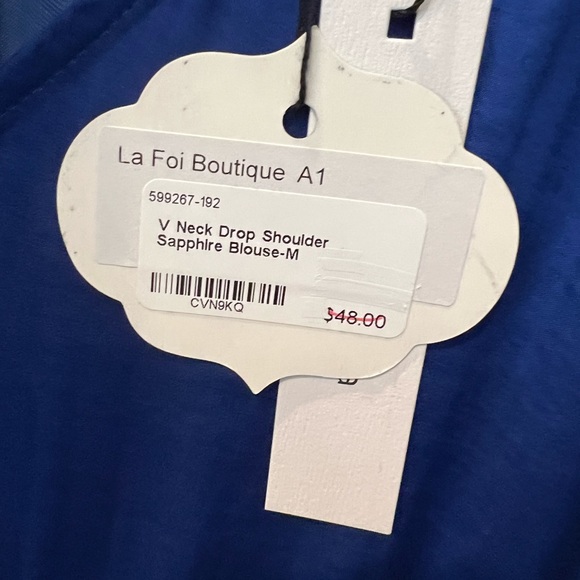 La Foi Boutique A1
599267-192
V Neck Drop Shoulder
Sapphire Blouse-M
CVN9KQ
$48.00